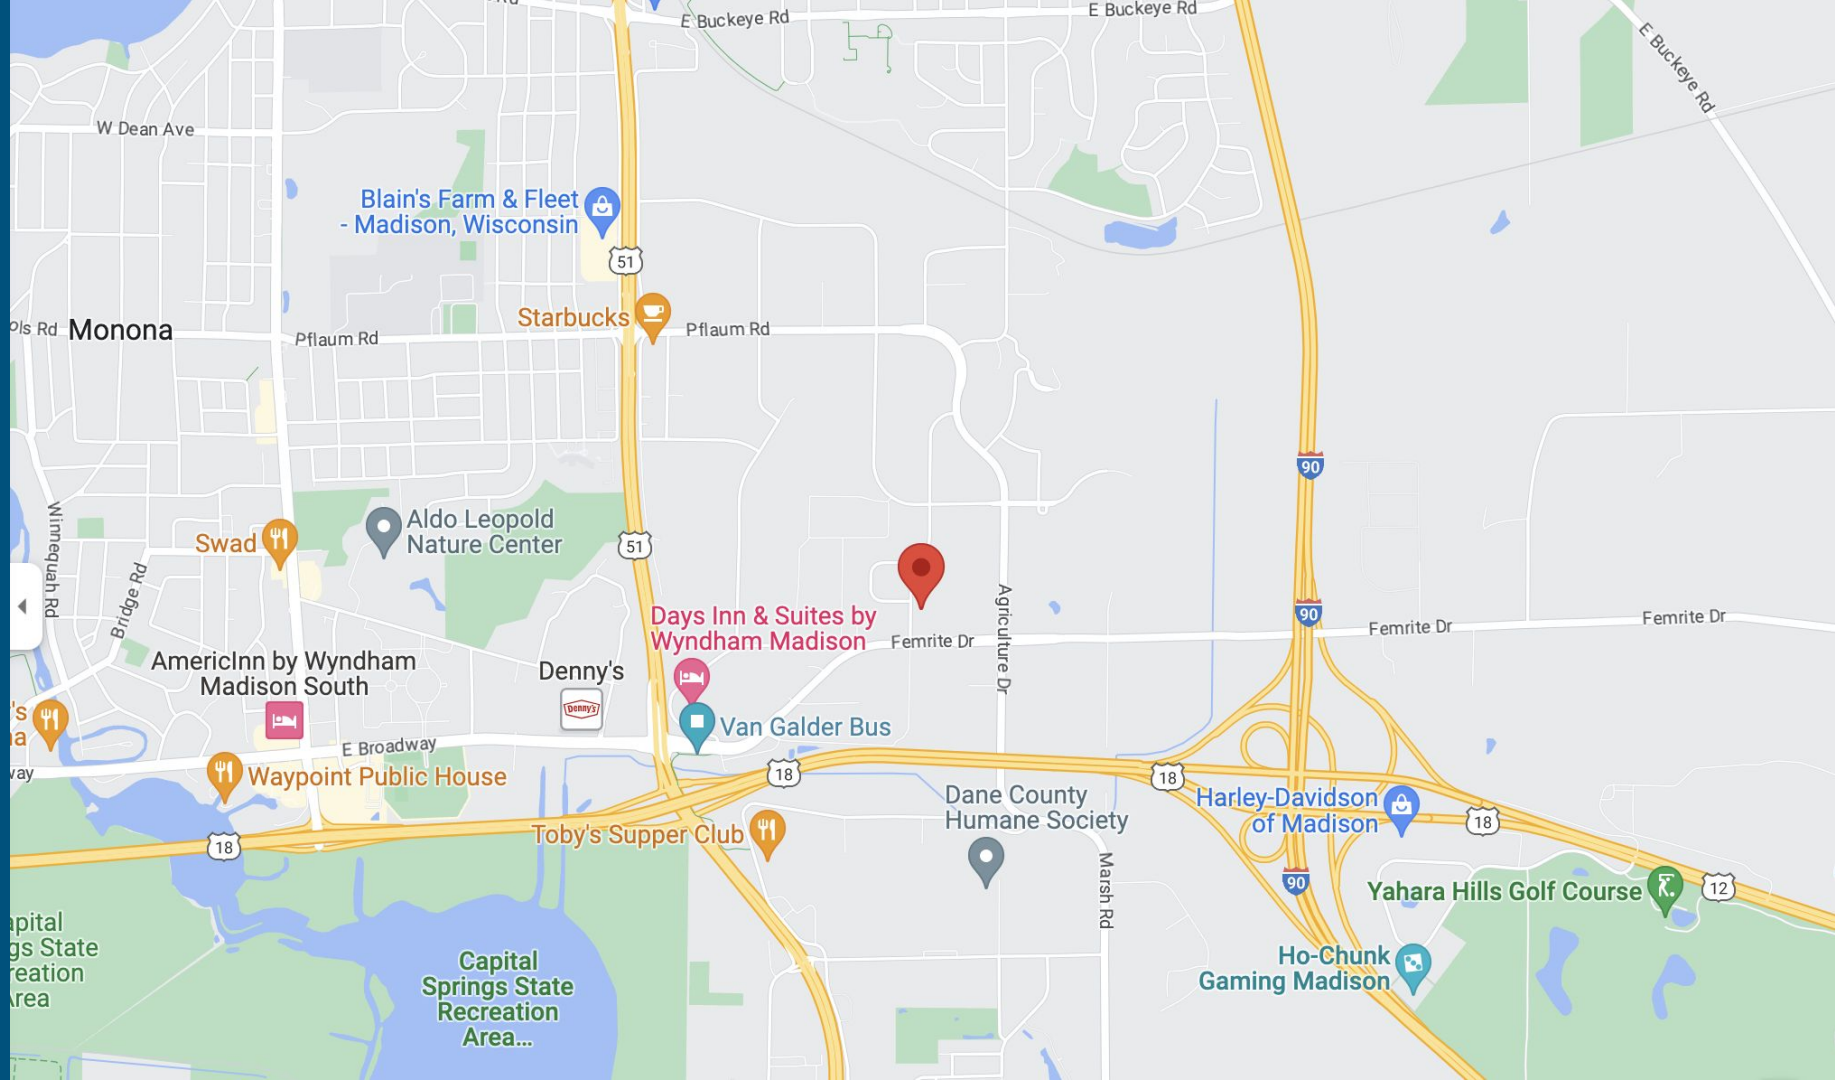 E Buckeye Rd
E Buckeye Rd
E Buckeye Rd
W Dean Ave
Blain's Farm & Fleet
- Madison, Wisconsin
51
Starbucks
Pflaum Rd
Pflaum Rd
Rd
Monona
90
Swad
Aldo Leopold
Nature Center
51
Winnequah Rd
Bridge Rd
Days Inn & Suites by
Wyndham Madison
Agriculture Dr
90
Femrite Dr
Femrite Dr
Femrite Dr
AmericInn by Wyndham
Madison South
Denny's
Denny's
Van Galder Bus
E Broadway
Waypoint Public House
18
18
18
18
Toby's Supper Club
Dane County
Humane Society
Harley-Davidson
of Madison
Marsh Rd
90
Yahara Hills Golf Course
12
Ho-Chunk
Gaming Madison
Capital
Springs State
Recreation
Area...
State
Area